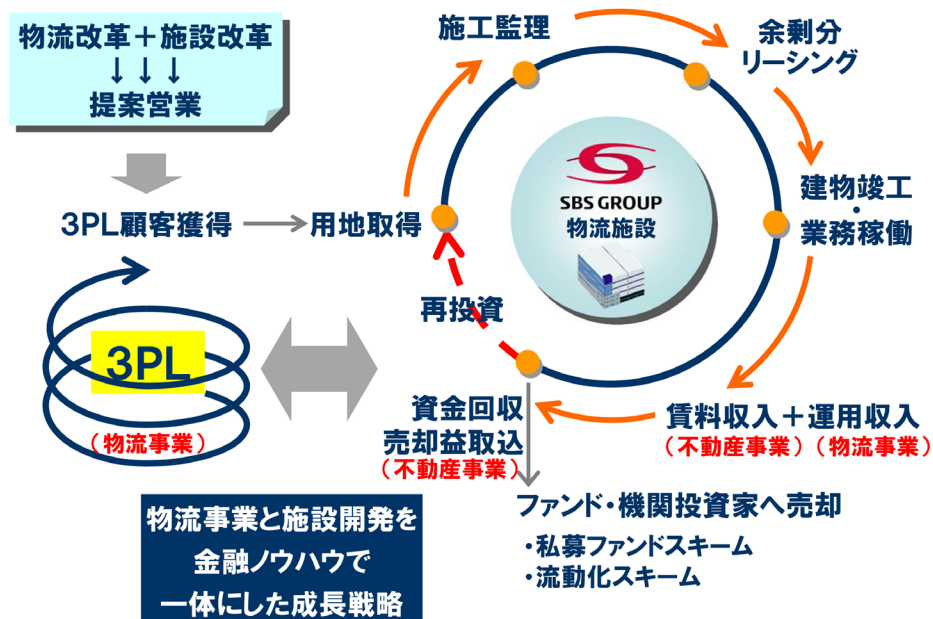 物流改革＋施設改革
↓↓↓
提案営業
3PL顧客獲得
用地取得
施工監理
余剰分
リーシング
建物竣工
・
業務稼働
賃料収入＋運用収入
（不動産事業）（物流事業）
資金回収
売却益取込
（不動産事業）
再投資
SBS GROUP
物流施設
3PL
（物流事業）
ファンド・機関投資家へ売却
・私募ファンドスキーム
・流動化スキーム
物流事業と施設開発を
金融ノウハウで
一体にした成長戦略